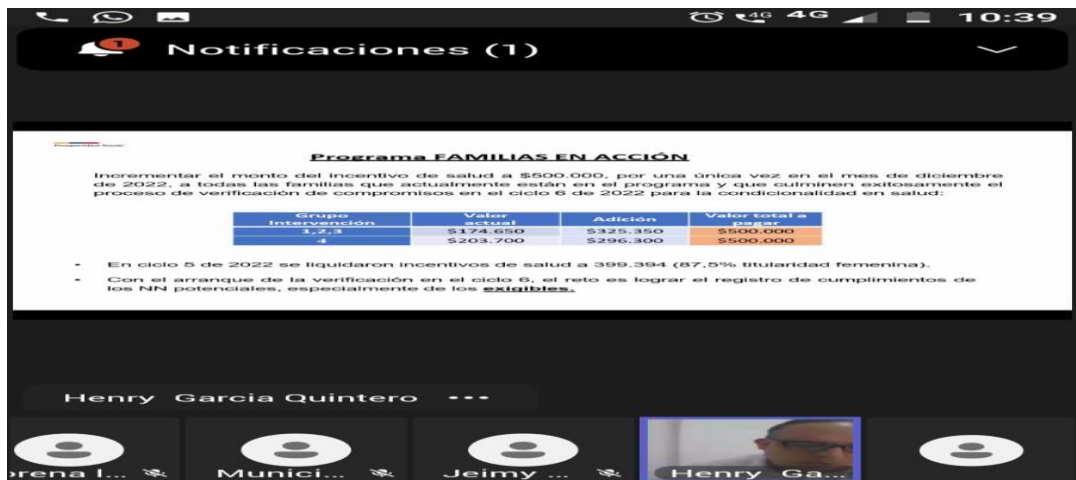 4G 4G 10:39
1
Notificaciones (1)
Prosperidad Social
Programa FAMILIAS EN ACCIÓN
Incrementar el monto del incentivo de salud a $500.000, por una única vez en el mes de diciembre
de 2022, a todas las familias que actualmente están en el programa y que culminen exitosamente el
proceso de verificación de compromisos en el ciclo 6 de 2022 para la condicionalidad en salud:
Grupo Intervención Valor actual Adición Valor total a pagar
1,2,3 $174.650 $325.350 $500.000
4 $203.700 $296.300 $500.000
• En ciclo 5 de 2022 se liquidaron incentivos de salud a 399.394 (87,5% titularidad femenina).
• Con el arranque de la verificación en el ciclo 6, el reto es lograr el registro de cumplimientos de
los NN potenciales, especialmente de los exigibles.
Henry Garcia Quintero ...
orena I... Munici... Jeimy ... Henry Ga...